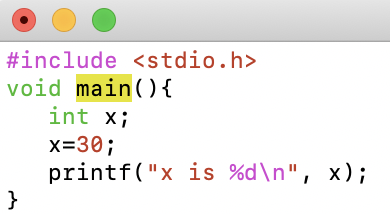 #include <stdio.h>
void main(){
   int x;
   x=30;
   printf("x is %d\n", x);
}